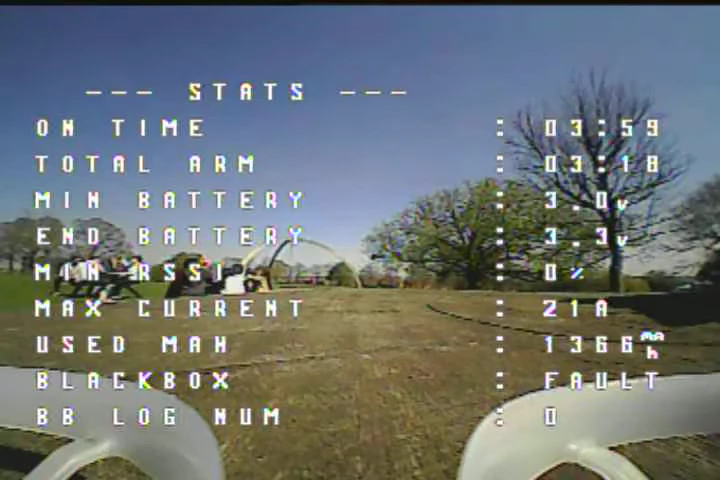 --- STATS ---
ON TIME : 03:59
TOTAL ARM : 03:18
MIN BATTERY : 3.0v
END BATTERY : 3.3v
MIN RSSI : 0%
MAX CURRENT : 21A
USED MAH : 1366mAh
BLACKBOX : FAULT
BB LOG NUM : 0